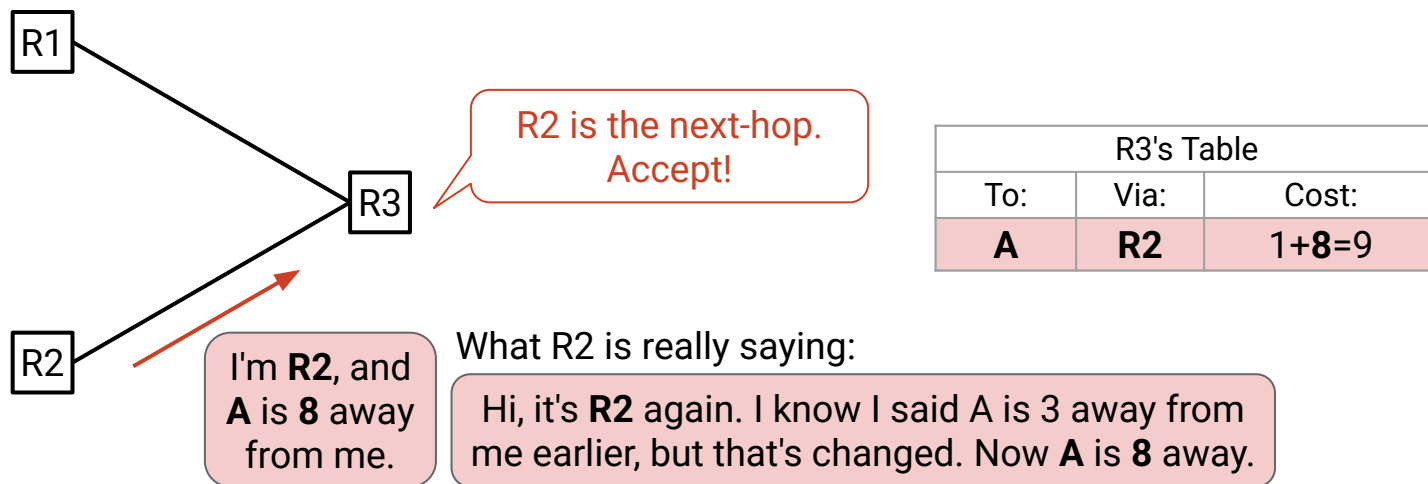 R1
R2 is the next-hop.
Accept!
R3's Table
To: Via: Cost:
A R2 1+8=9
R3
R2
I'm R2, and
A is 8 away
from me.
What R2 is really saying:
Hi, it's R2 again. I know I said A is 3 away from
me earlier, but that's changed. Now A is 8 away.